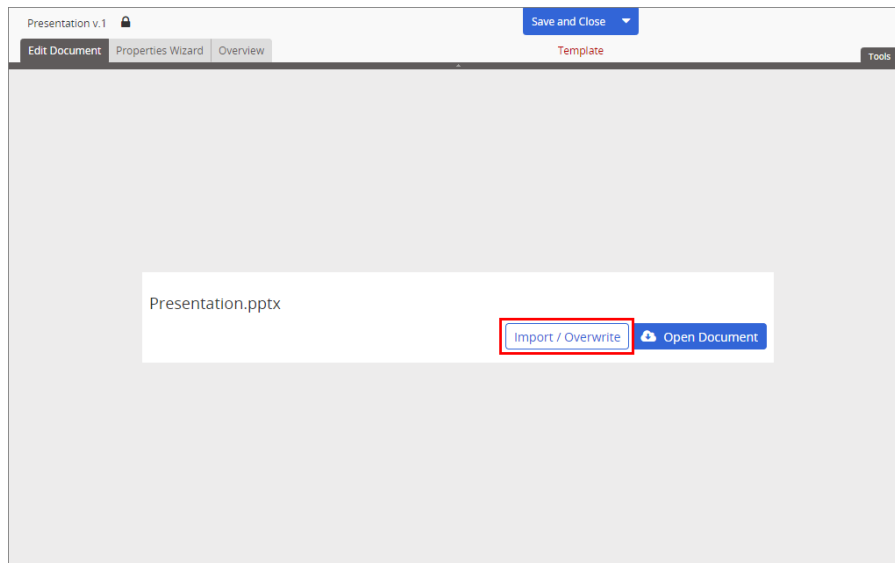 Presentation v.1
Save and Close
Edit Document Properties Wizard Overview
Template
Tools
Presentation.pptx
Import / Overwrite Open Document